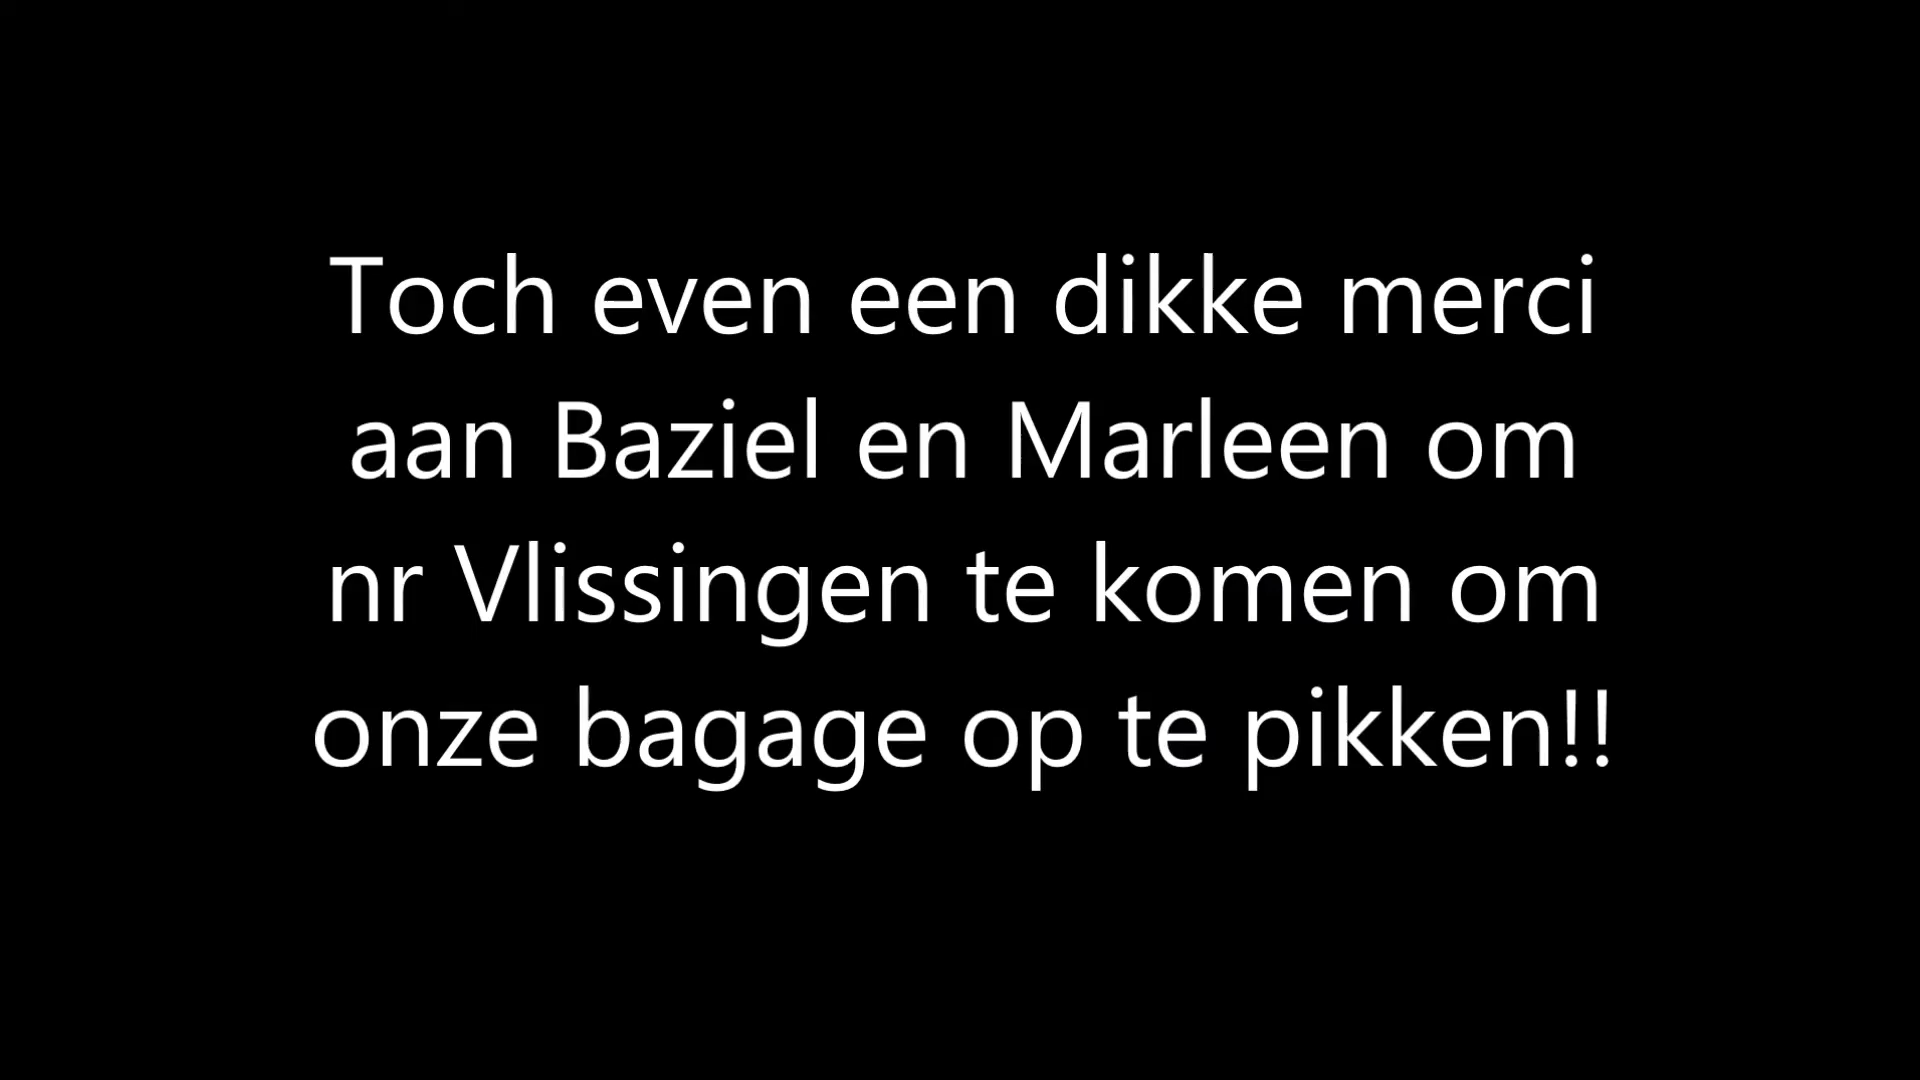 Toch even een dikke merci
aan Baziel en Marleen om
nr Vlissingen te komen om
onze bagage op te pikken!!